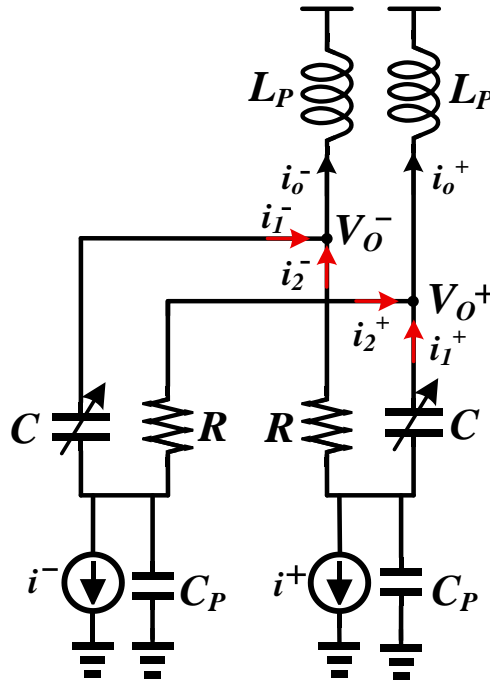 L_P L_P
i_o^- i_o^+
i_1^- V_O^-
i_2^- V_O^+
i_2^+ i_1^+
C R R C
i^- C_P i^+ C_P